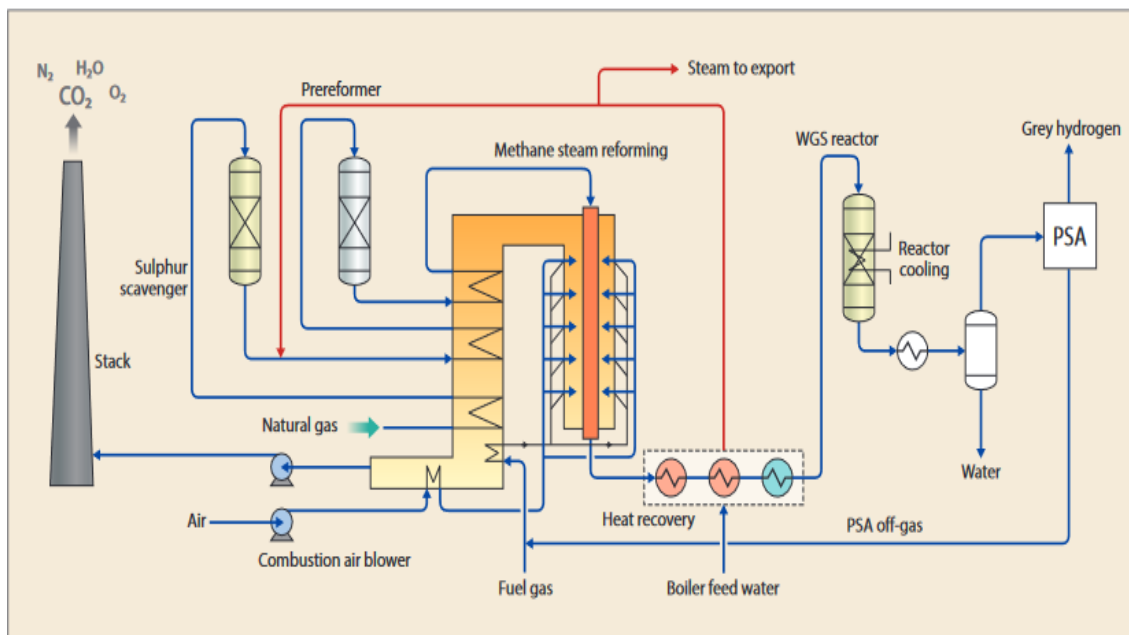 N₂
H₂O
CO₂
O₂
Prereformer
Steam to export
Methane steam reforming
WGS reactor
Grey hydrogen
PSA
Reactor
cooling
Sulphur
scavenger
Stack
Natural gas
Water
Air
Combustion air blower
Heat recovery
PSA off-gas
Fuel gas
Boiler feed water